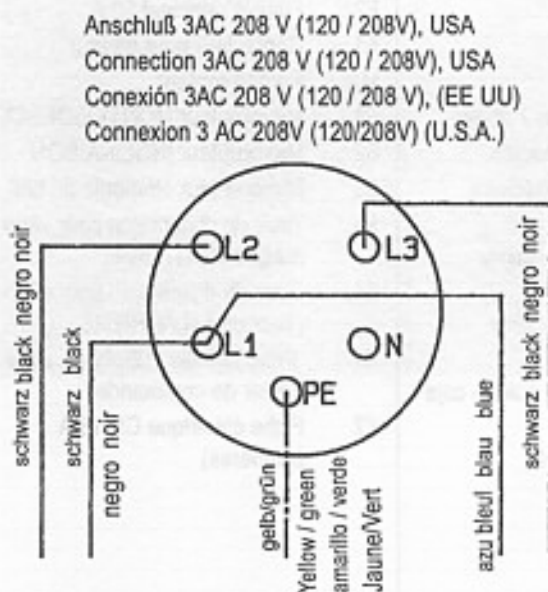 Anschluß 3AC 208 V (120 / 208V), USA
Connection 3AC 208 V (120 / 208V), USA
Conexión 3AC 208 V (120 / 208 V), (EE UU)
Connexion 3 AC 208V (120/208V) (U.S.A.)
L2
L3
L1
N
PE
schwarz black negro noir
schwarz black
negro noir
gelb/grün
Yellow / green
amarillo / verde
Jaune/Vert
azu bleuf blau blue
schwarz black negro noir